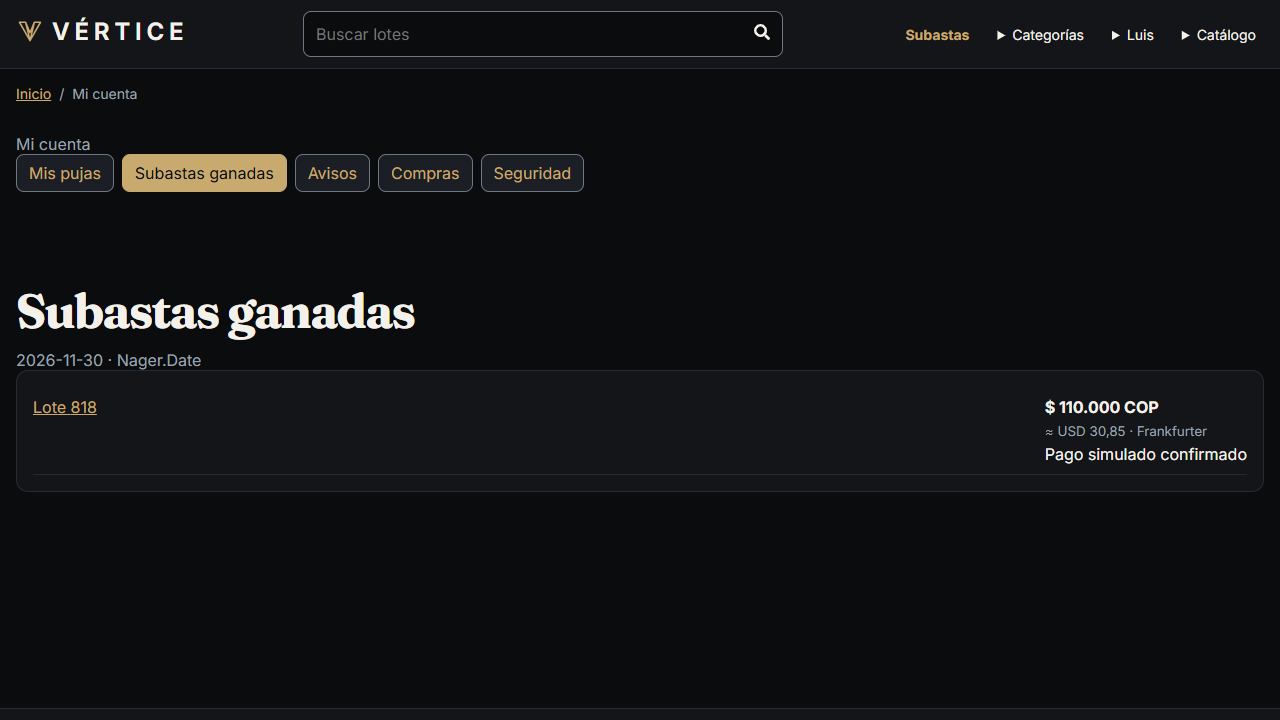 VÉRTICE
Buscar lotes
Subastas
Categorías
Luis
Catálogo
Inicio / Mi cuenta
Mi cuenta
Mis pujas
Subastas ganadas
Avisos
Compras
Seguridad
Subastas ganadas
2026-11-30 · Nager.Date
Lote 818
$ 110.000 COP
≈ USD 30,85 · Frankfurter
Pago simulado confirmado